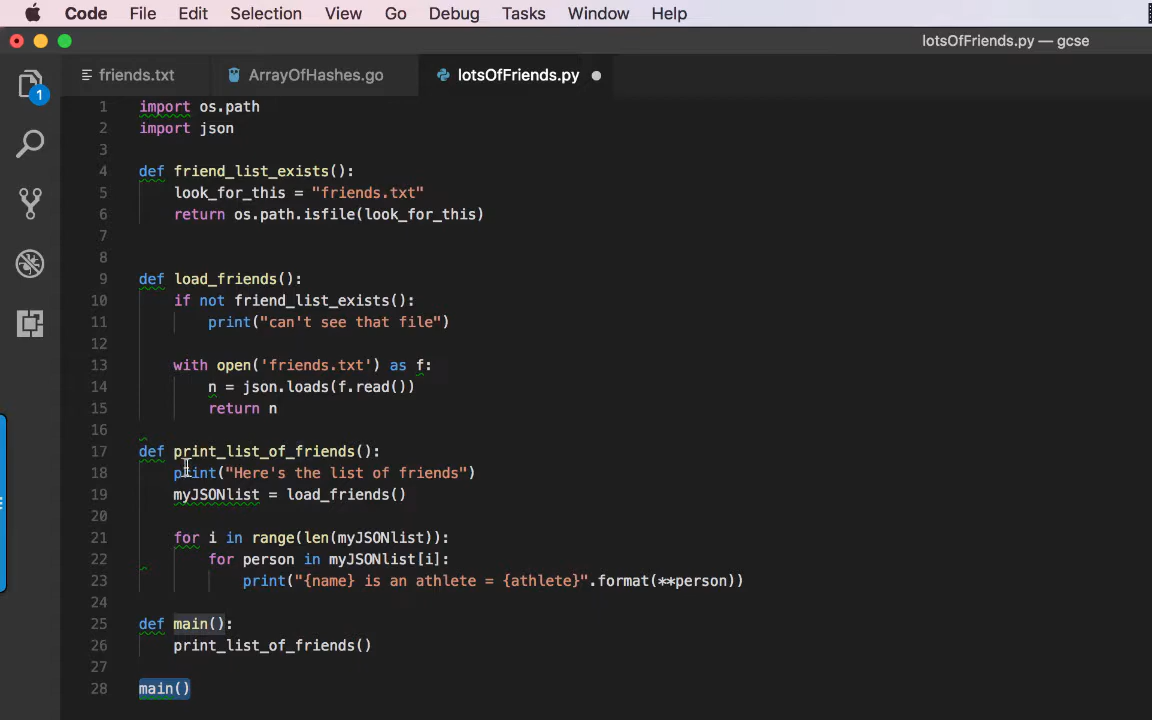 Code File Edit Selection View Go Debug Tasks Window Help
lotsOfFriends.py — gcse
1
friends.txt ArrayOfHashes.go lotsOfFriends.py
1 import os.path
2 import json
3
4 def friend_list_exists():
5 look_for_this = "friends.txt"
6 return os.path.isfile(look_for_this)
7
8
9 def load_friends():
10 if not friend_list_exists():
11 print("can't see that file")
12
13 with open('friends.txt') as f:
14 n = json.loads(f.read())
15 return n
16
17 def print_list_of_friends():
18 print("Here's the list of friends")
19 myJSONlist = load_friends()
20
21 for i in range(len(myJSONlist)):
22 for person in myJSONlist[i]:
23 print("{name} is an athlete = {athlete}".format(**person))
24
25 def main():
26 print_list_of_friends()
27
28 main()